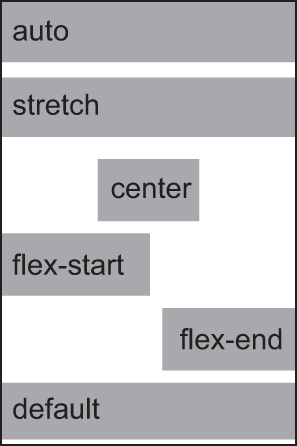 auto
stretch
center
flex-start
flex-end
default